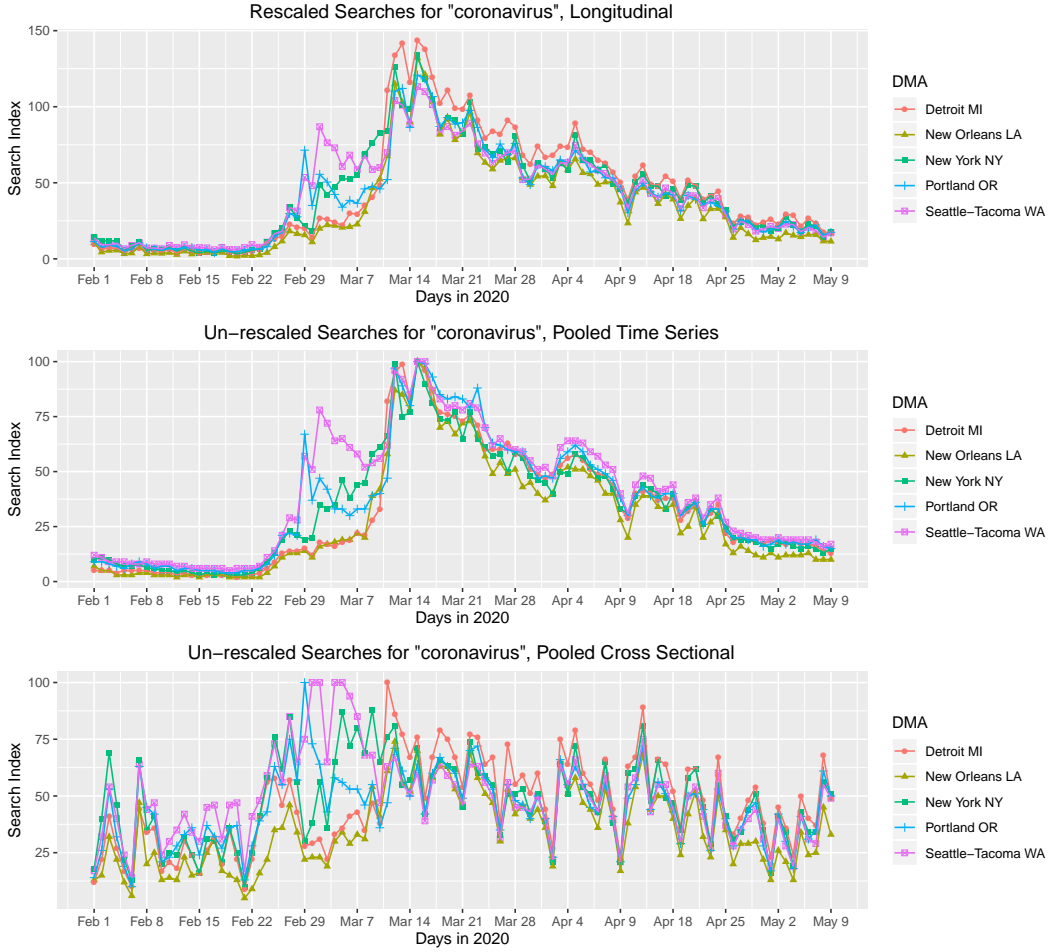 Rescaled Searches for "coronavirus", Longitudinal
150
100
50
0
Search Index
Feb 1 Feb 8 Feb 15 Feb 22 Feb 29 Mar 7 Mar 14 Mar 21 Mar 28 Apr 4 Apr 9 Apr 18 Apr 25 May 2 May 9
Days in 2020
DMA
Detroit MI
New Orleans LA
New York NY
Portland OR
Seattle−Tacoma WA
Un−rescaled Searches for "coronavirus", Pooled Time Series
100
75
50
25
0
Search Index
Feb 1 Feb 8 Feb 15 Feb 22 Feb 29 Mar 7 Mar 14 Mar 21 Mar 28 Apr 4 Apr 9 Apr 18 Apr 25 May 2 May 9
Days in 2020
DMA
Detroit MI
New Orleans LA
New York NY
Portland OR
Seattle−Tacoma WA
Un−rescaled Searches for "coronavirus", Pooled Cross Sectional
100
75
50
25
Search Index
Feb 1 Feb 8 Feb 15 Feb 22 Feb 29 Mar 7 Mar 14 Mar 21 Mar 28 Apr 4 Apr 9 Apr 18 Apr 25 May 2 May 9
Days in 2020
DMA
Detroit MI
New Orleans LA
New York NY
Portland OR
Seattle−Tacoma WA